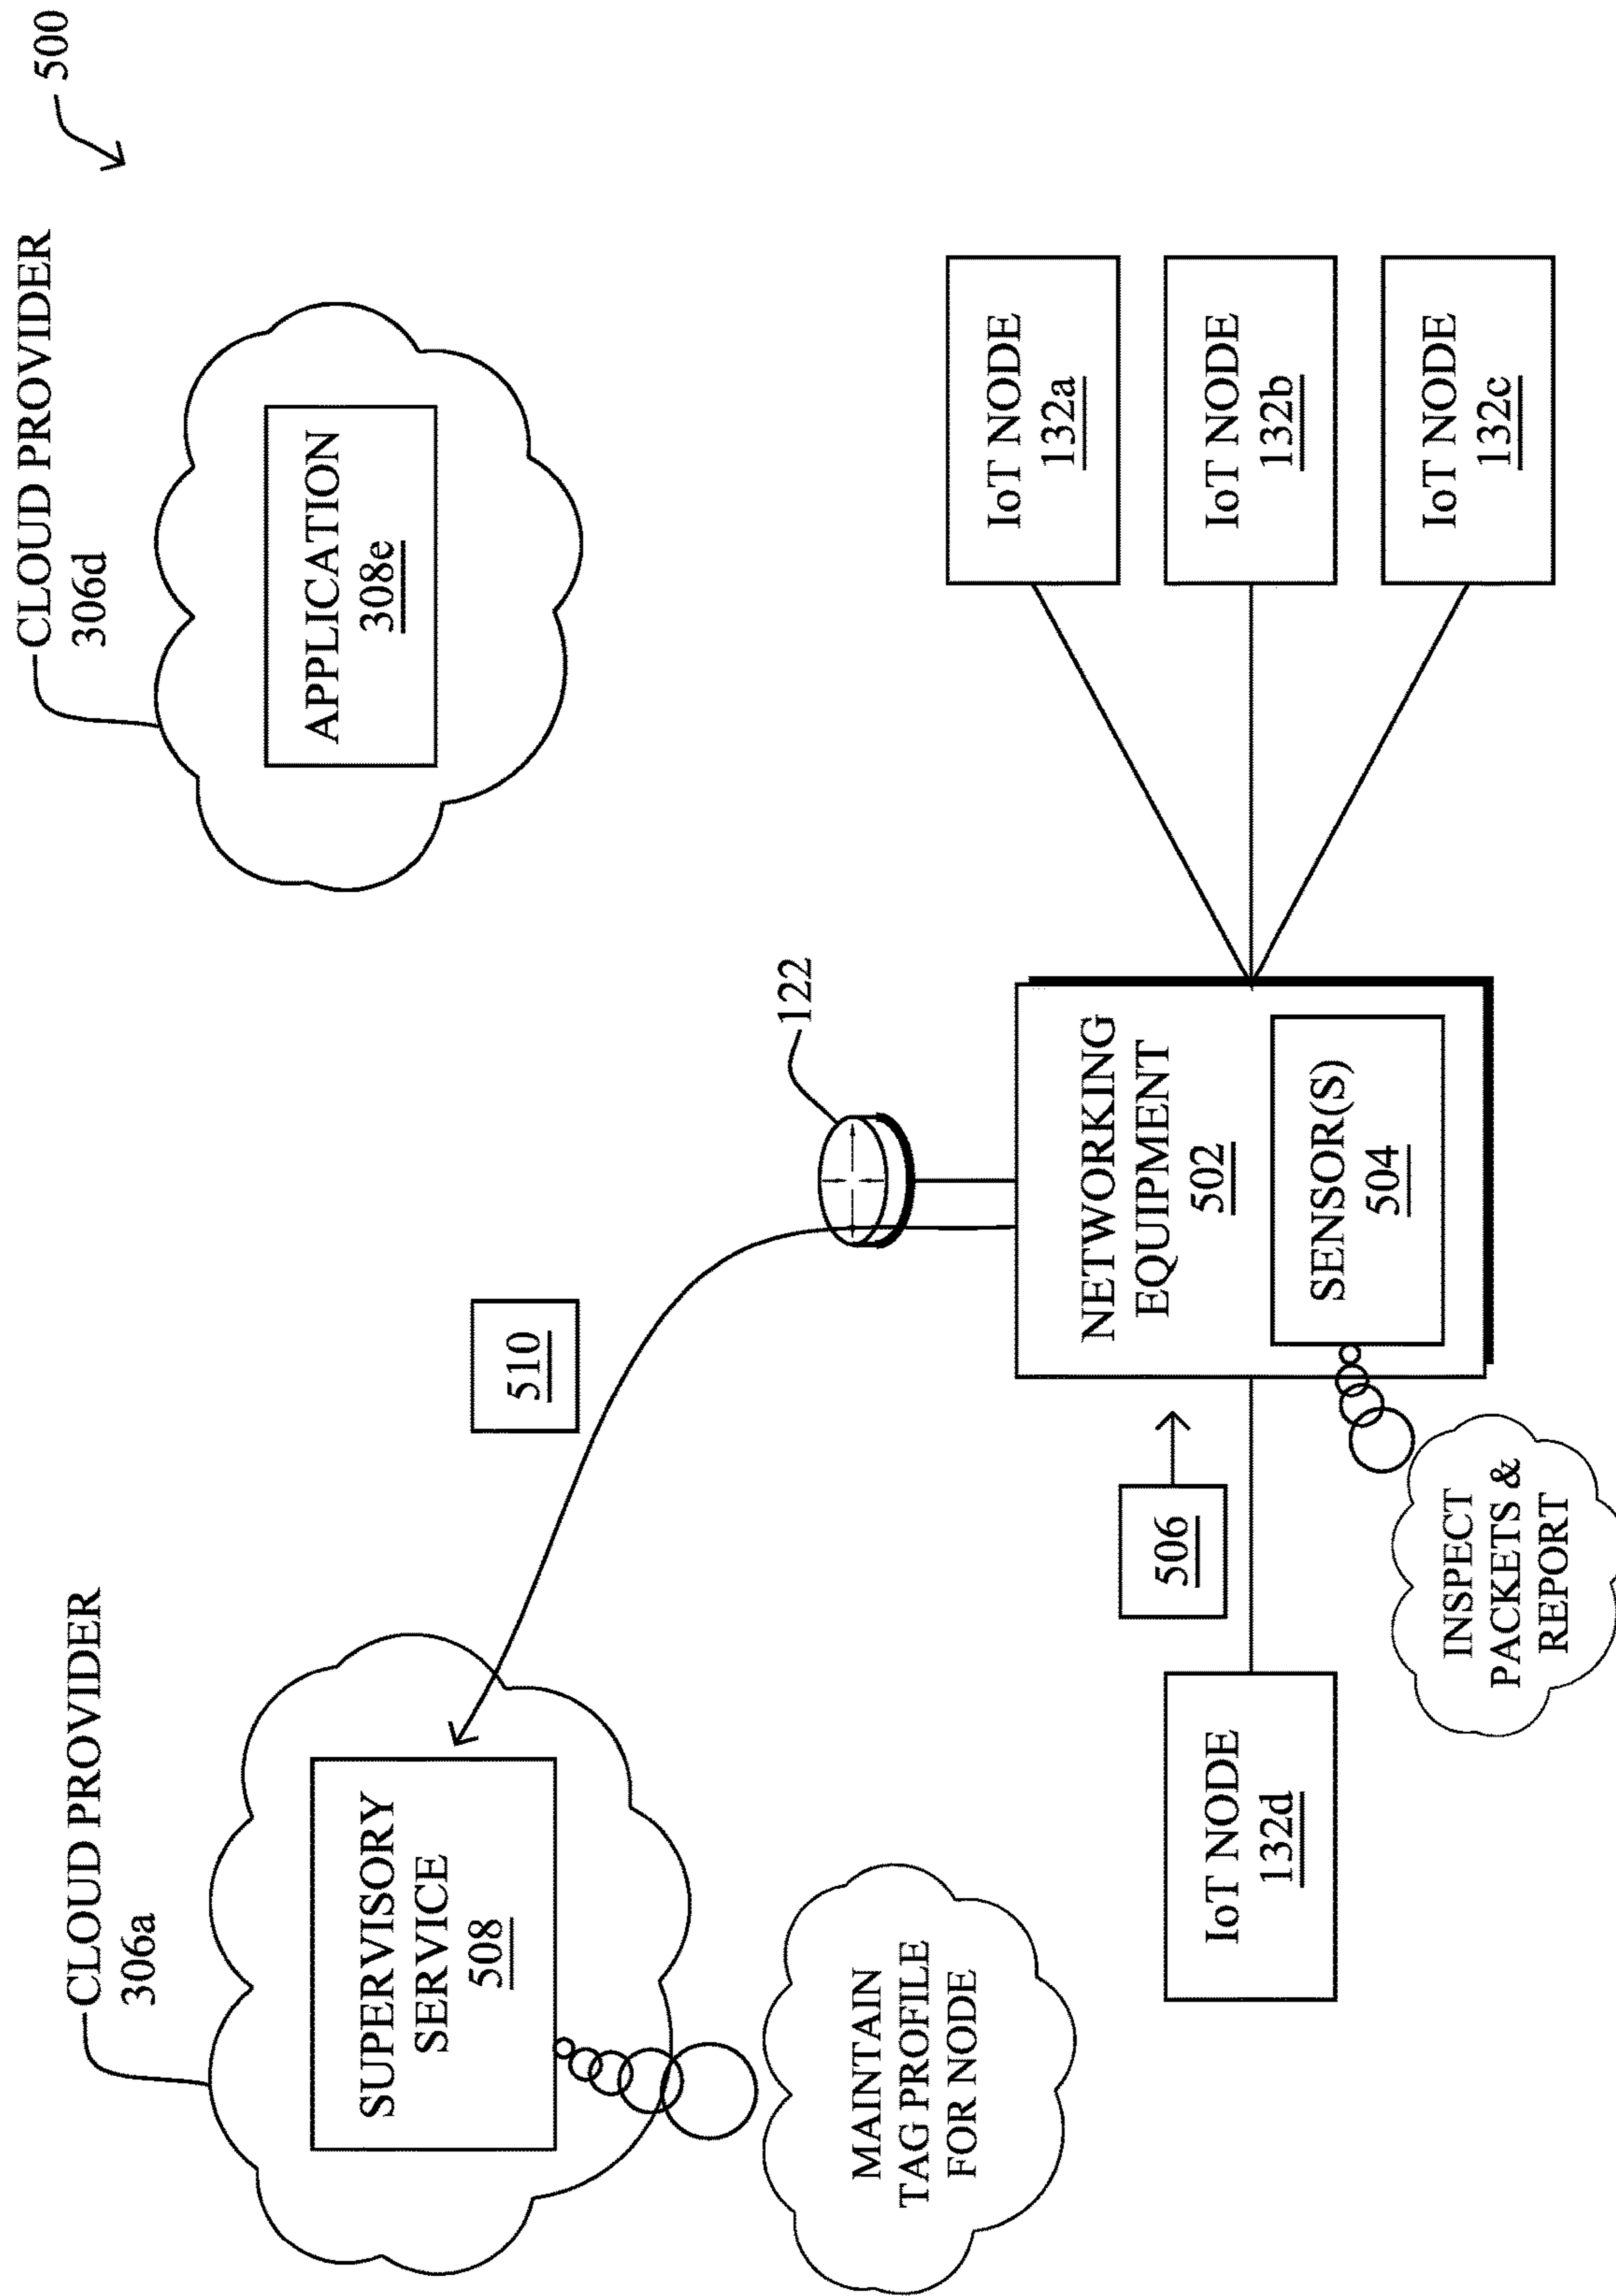 500
CLOUD PROVIDER
306a
CLOUD PROVIDER
306d
SUPERVISORY
SERVICE
508
APPLICATION
308e
510
122
MAINTAIN
TAG PROFILE
FOR NODE
IoT NODE
132d
506
NETWORKING
EQUIPMENT
502
SENSOR(S)
504
INSPECT
PACKETS &
REPORT
IoT NODE
132a
IoT NODE
132b
IoT NODE
132c